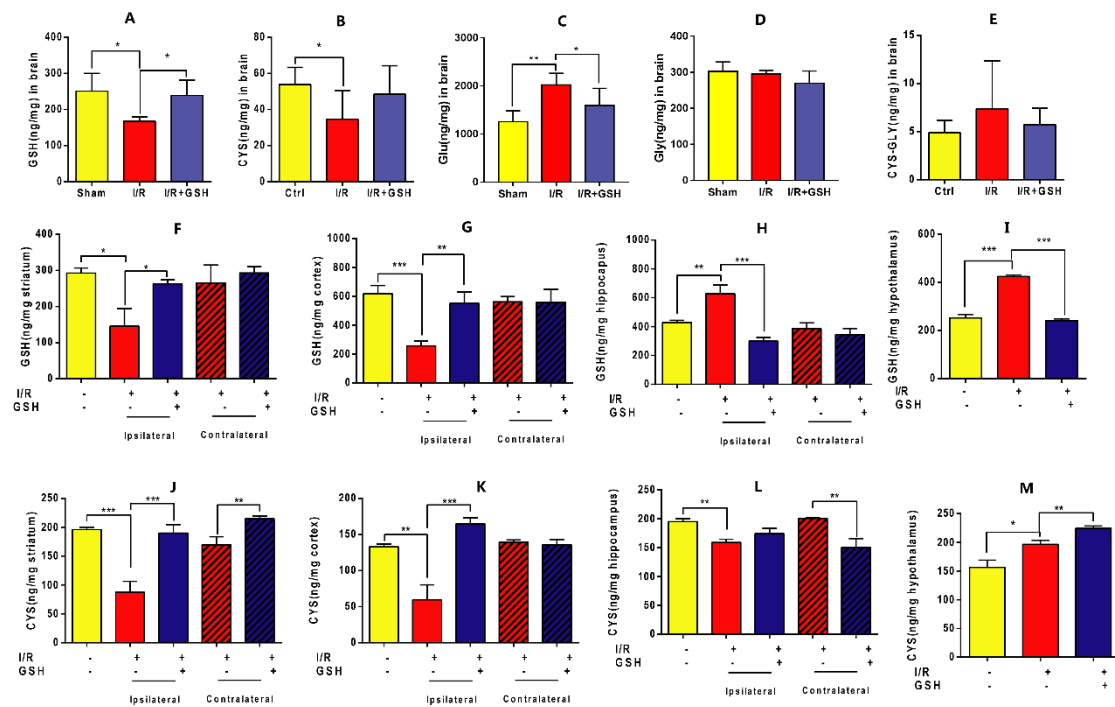 A
GSH(ng/mg) in brain
300
200
100
0
*
*
Sham I/R I/R+GSH
B
CYS(ng/mg) in brain
80
60
40
20
0
*
Ctrl I/R I/R+GSH
C
Glu(ng/mg) in brain
3000
2000
1000
0
**
*
Sham I/R I/R+GSH
D
Gly(ng/mg) in brain
400
300
200
100
0
Sham I/R I/R+GSH
E
CYS-GLY(ng/mg) in brain
15
10
5
0
Ctrl I/R I/R+GSH
F
GSH(ng/mg striatum)
400
300
200
100
0
*
*
I/R - + + + +
GSH - - + - +
Ipsilateral Contralateral
G
GSH(ng/mg cortex)
1000
800
600
400
200
0
***
**
- + + + +
- - + - +
Ipsilateral Contralateral
H
GSH(ng/mg hippocapus)
1000
800
600
400
200
0
**
***
I/R - + + + +
GSH - - + - +
Ipsilateral Contralateral
I
GSH(ng/mg hypothalamus)
600
400
200
0
***
***
I/R - + +
GSH - - +
J
CYS(ng/mg striatum)
250
200
150
100
50
0
***
***
**
I/R - + + + +
GSH - - + - +
Ipsilateral Contralateral
K
CYS(ng/mg cortex)
200
150
100
50
0
**
***
- + + + +
- - + - +
Ipsilateral Contralateral
L
CYS(ng/mg hippocampus)
250
200
150
100
50
0
**
**
I/R - + + + +
GSH - - + - +
Ipsilateral Contralateral
M
CYS(ng/mg hypothalamus)
250
200
150
100
50
0
*
**
I/R - + +
GSH - - +